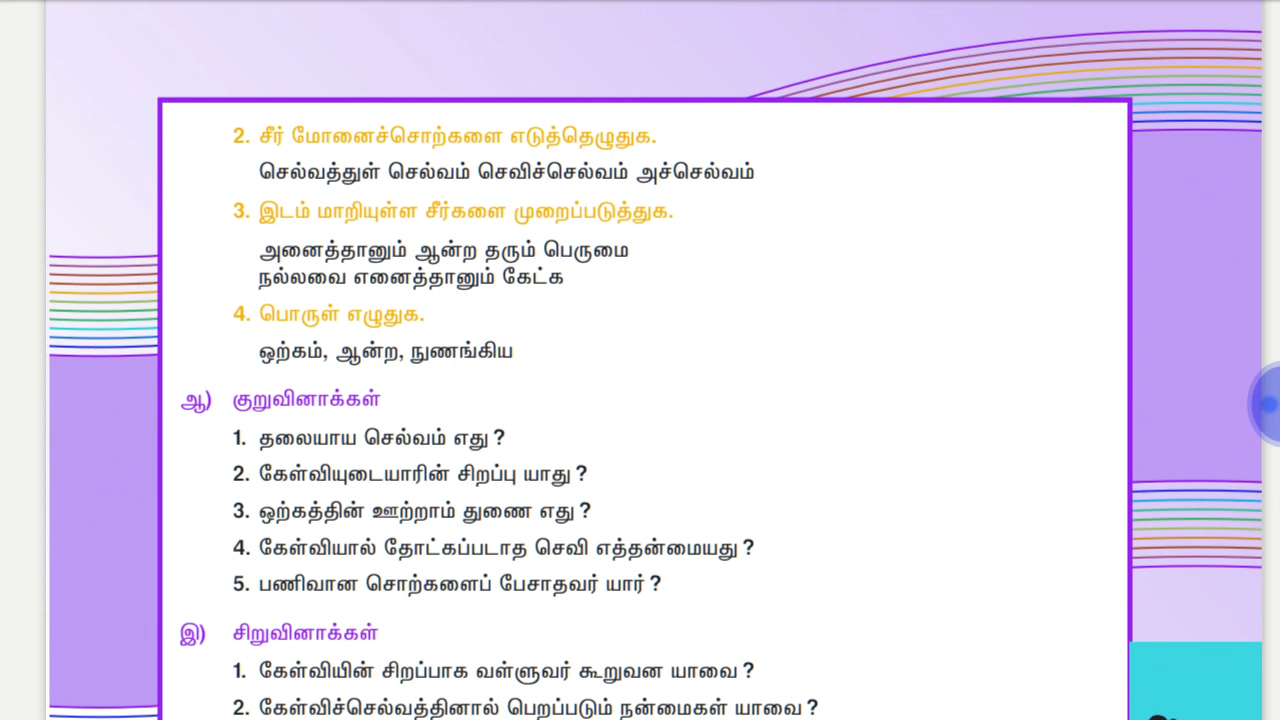 2. சீர் மோனைச்சொற்களை எடுத்தெழுதுக.
செல்வத்துள் செல்வம் செவிச்செல்வம் அச்செல்வம்
3. இடம் மாறியுள்ள சீர்களை முறைப்படுத்துக.
அனைத்தானும் ஆன்ற தரும் பெருமை
நல்லவை எனைத்தானும் கேட்க
4. பொருள் எழுதுக.
ஒற்கம், ஆன்ற, நுணங்கிய
ஆ) குறுவினாக்கள்
1. தலையாய செல்வம் எது ?
2. கேள்வியுடையாரின் சிறப்பு யாது ?
3. ஒற்கத்தின் ஊற்றாம் துணை எது ?
4. கேள்வியால் தோட்கப்படாத செவி எத்தன்மையது ?
5. பணிவான சொற்களைப் பேசாதவர் யார் ?
இ) சிறுவினாக்கள்
1. கேள்வியின் சிறப்பாக வள்ளுவர் கூறுவன யாவை ?
2. கேள்விச்செல்வத்தினால் பெறப்படும் நன்மைகள் யாவை ?